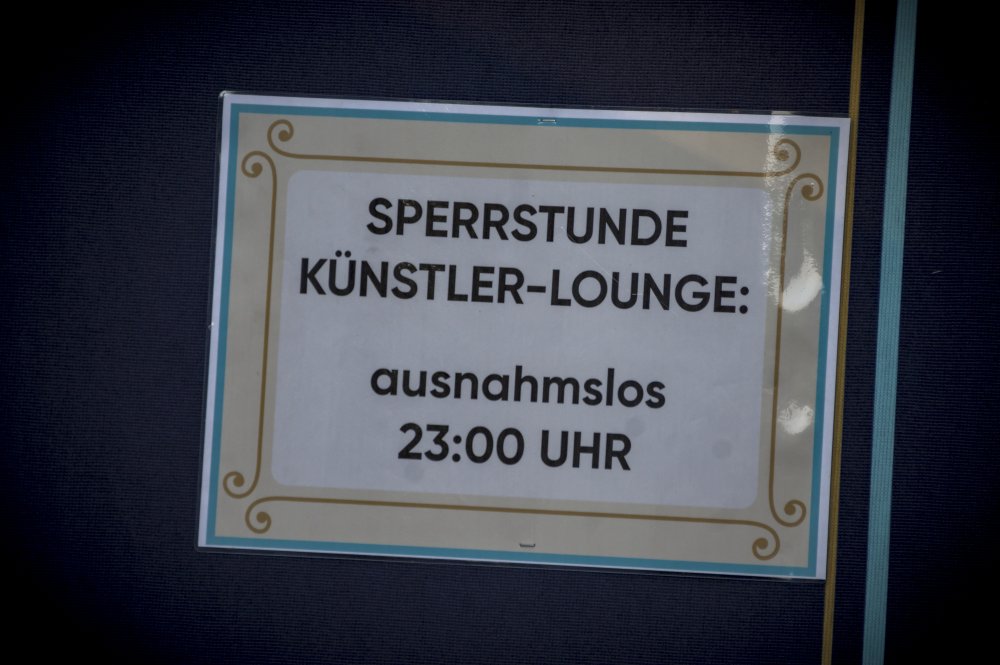 SPERRSTUNDE
KÜNSTLER-LOUNGE:
ausnahmslos
23:00 UHR